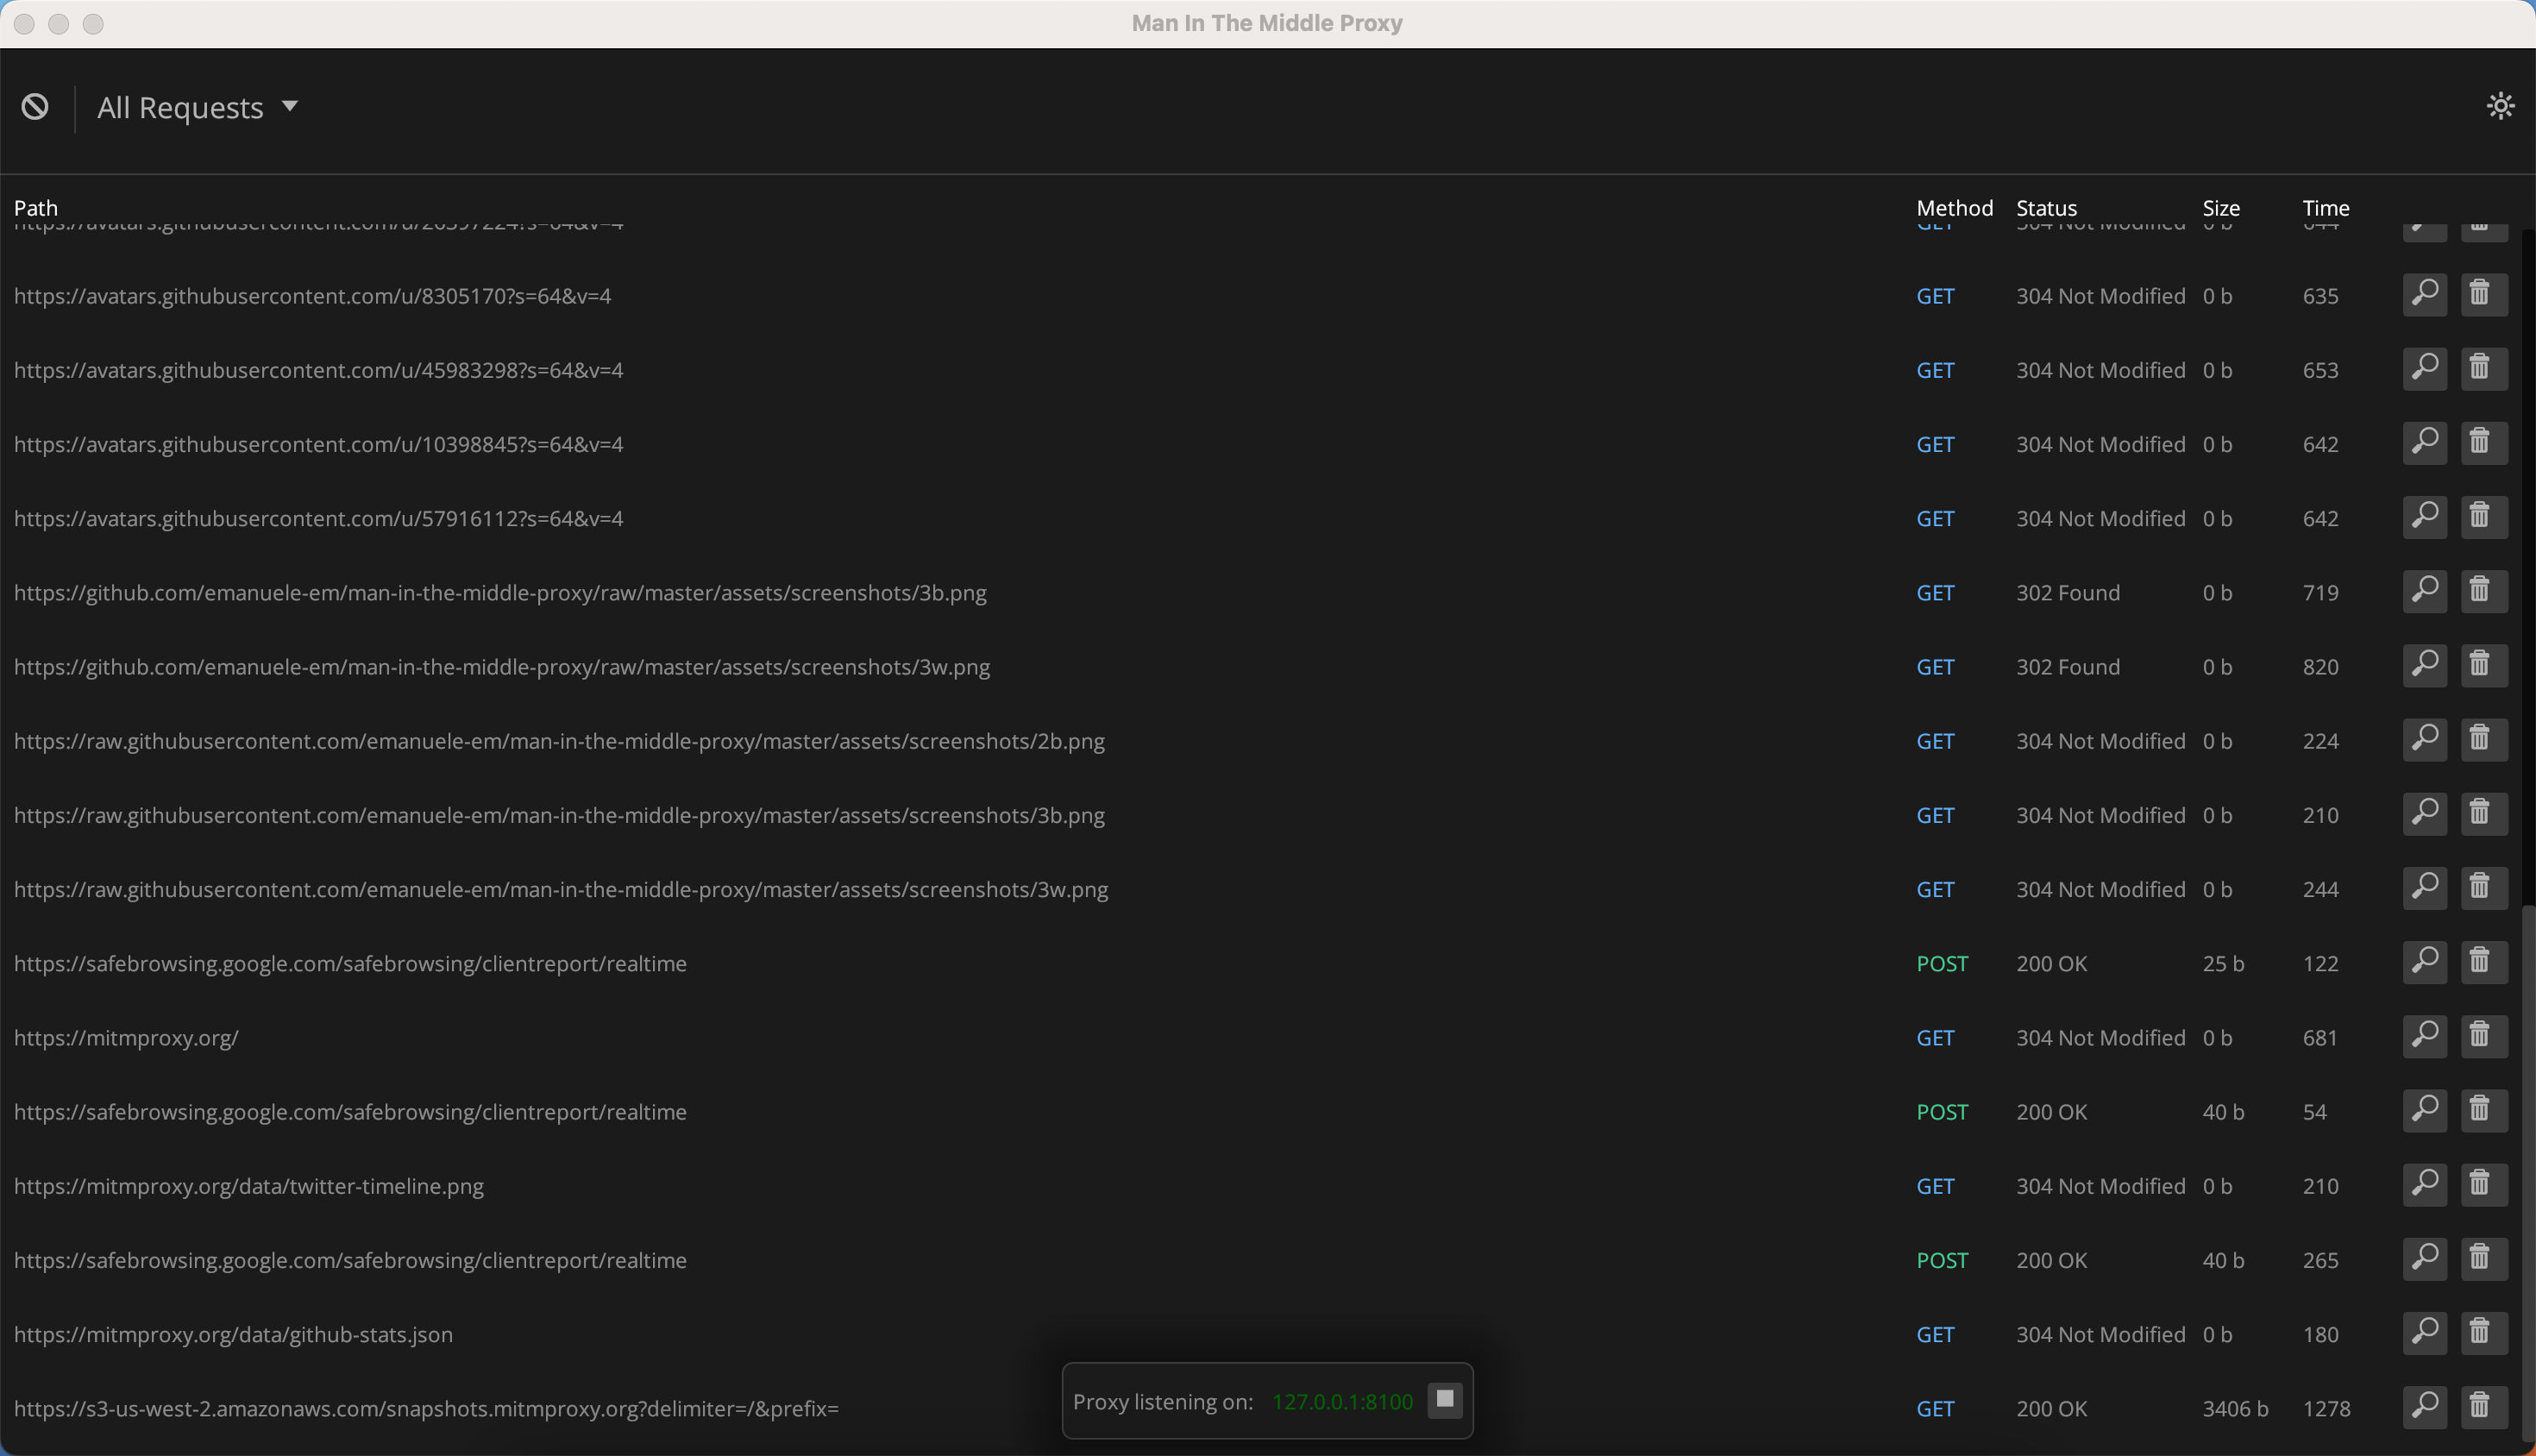 Man In The Middle Proxy
All Requests
Path Method Status Size Time
GET 304 Not Modified 0 b 644
https://avatars.githubusercontent.com/u/8305170?s=64&v=4 GET 304 Not Modified 0 b 635
https://avatars.githubusercontent.com/u/45983298?s=64&v=4 GET 304 Not Modified 0 b 653
https://avatars.githubusercontent.com/u/10398845?s=64&v=4 GET 304 Not Modified 0 b 642
https://avatars.githubusercontent.com/u/57916112?s=64&v=4 GET 304 Not Modified 0 b 642
https://github.com/emanuele-em/man-in-the-middle-proxy/raw/master/assets/screenshots/3b.png GET 302 Found 0 b 719
https://github.com/emanuele-em/man-in-the-middle-proxy/raw/master/assets/screenshots/3w.png GET 302 Found 0 b 820
https://raw.githubusercontent.com/emanuele-em/man-in-the-middle-proxy/master/assets/screenshots/2b.png GET 304 Not Modified 0 b 224
https://raw.githubusercontent.com/emanuele-em/man-in-the-middle-proxy/master/assets/screenshots/3b.png GET 304 Not Modified 0 b 210
https://raw.githubusercontent.com/emanuele-em/man-in-the-middle-proxy/master/assets/screenshots/3w.png GET 304 Not Modified 0 b 244
https://safebrowsing.google.com/safebrowsing/clientreport/realtime POST 200 OK 25 b 122
https://mitmproxy.org/ GET 304 Not Modified 0 b 681
https://safebrowsing.google.com/safebrowsing/clientreport/realtime POST 200 OK 40 b 54
https://mitmproxy.org/data/twitter-timeline.png GET 304 Not Modified 0 b 210
https://safebrowsing.google.com/safebrowsing/clientreport/realtime POST 200 OK 40 b 265
https://mitmproxy.org/data/github-stats.json GET 304 Not Modified 0 b 180
https://s3-us-west-2.amazonaws.com/snapshots.mitmproxy.org?delimiter=/&prefix= GET 200 OK 3406 b 1278
Proxy listening on: 127.0.0.1:8100